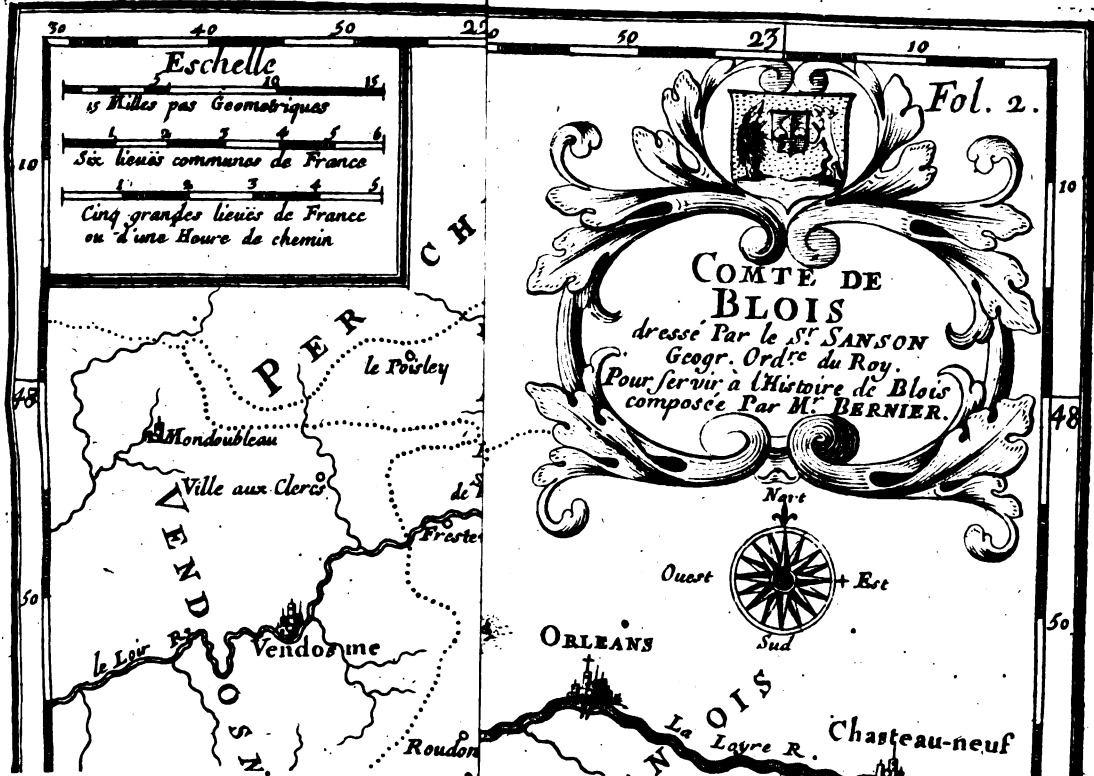 30 40 50
50 23 10
Eschelle
5 10 15
15 Milles pas Geometriques
1 2 3 4 5 6
Six lieuës communes de France
1 2 3 4 5
Cinq grandes lieuës de France
ou d'une Heure de chemin
Fol. 2.
10
10
COMTE DE
BLOIS
dressé Par le Sr. SANSON
Geogr. Ordre du Roy.
Pour servir à l'Histoire de Blois
composée Par Mr. BERNIER.
CH
PER
le Poisley
48
48
Mondoubleau
Ville aux Clercs
de
Freste
VENDOSN
Nort
Ouest
Est
Sud
50
50
le Loir R.
Vendosme
ORLEANS
OIS
La Loyre R.
Chasteau-neuf
Roudon
N